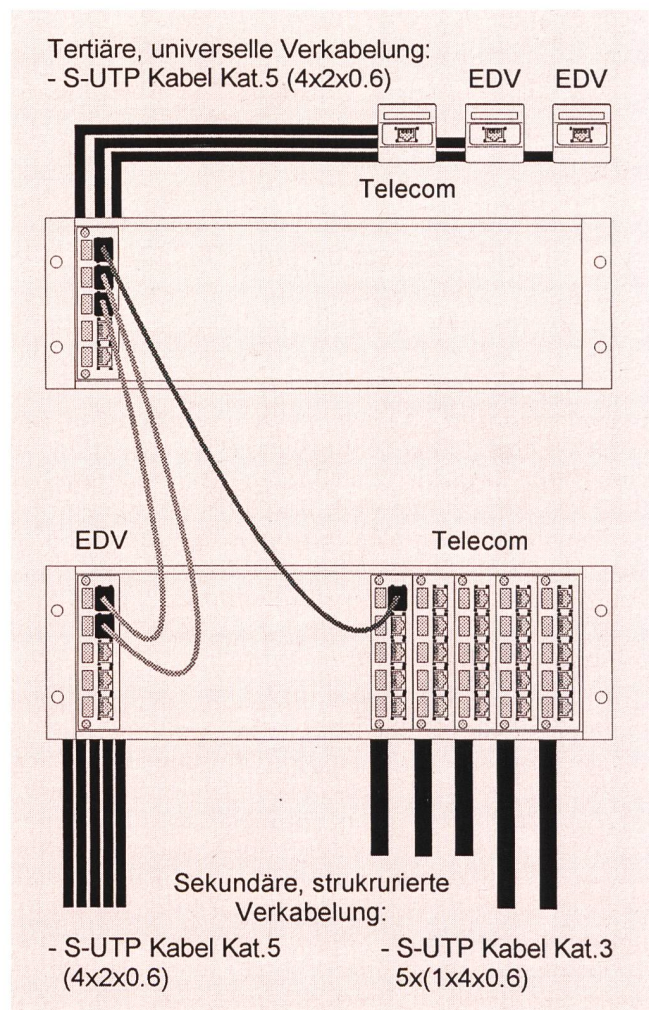 Tertiäre, universelle Verkabelung:
- S-UTP Kabel Kat.5 (4x2x0.6) EDV EDV
Telecom
EDV Telecom
Sekundäre, strukrurierte
Verkabelung:
- S-UTP Kabel Kat.5 - S-UTP Kabel Kat.3
(4x2x0.6) 5x(1x4x0.6)